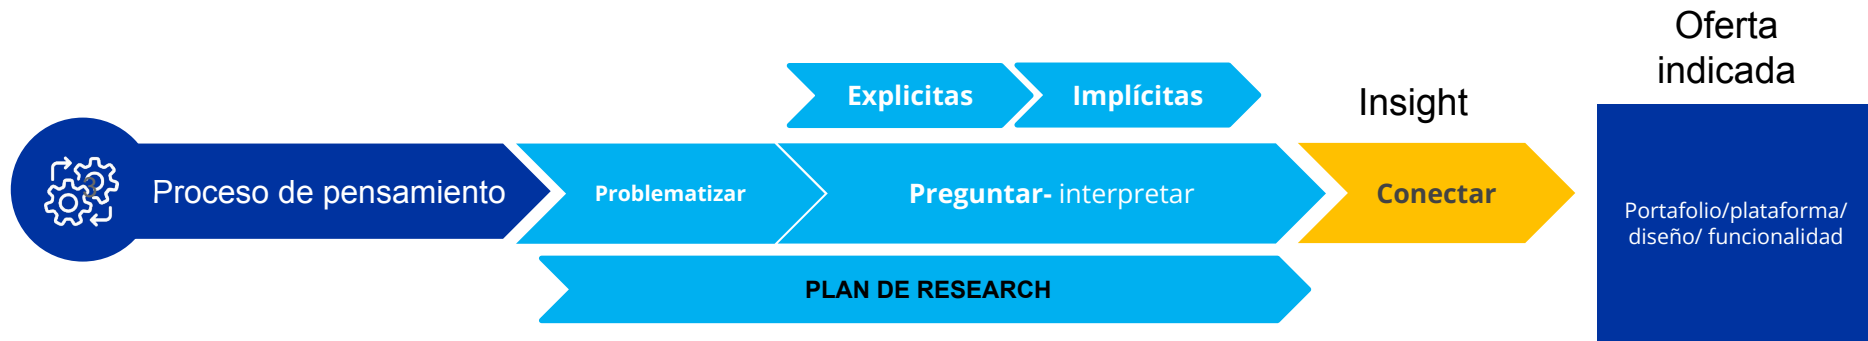 Oferta
indicada
Explicitas
Implícitas
Insight
3
Proceso de pensamiento
Problematizar
Preguntar- interpretar
Conectar
Portafolio/plataforma/
diseño/ funcionalidad
PLAN DE RESEARCH